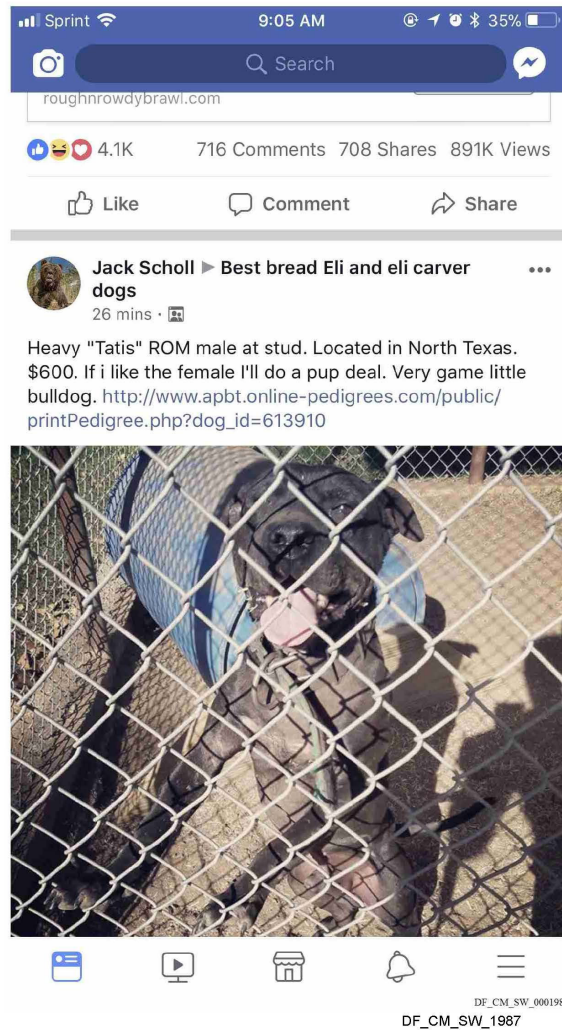 Sprint 9:05 AM 35%
Search
roughnrowdybrawl.com
4.1K 716 Comments 708 Shares 891K Views
Like Comment Share
Jack Scholl ▶ Best bread Eli and eli carver
dogs
26 mins ·
Heavy "Tatis" ROM male at stud. Located in North Texas.
$600. If i like the female I'll do a pup deal. Very game little
bulldog. http://www.apbt.online-pedigrees.com/public/
printPedigree.php?dog_id=613910
DF_CM_SW_000198
DF_CM_SW_1987